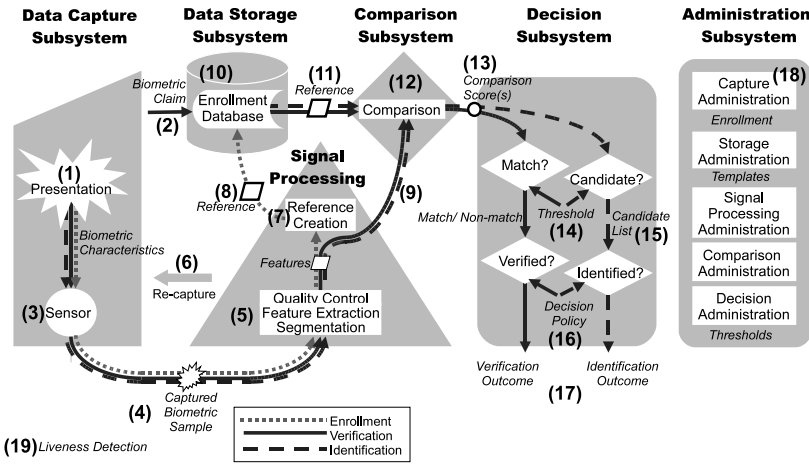 Data Capture
Subsystem
Data Storage
Subsystem
Comparison
Subsystem
Decision
Subsystem
Administration
Subsystem
(1)
Presentation
Biometric
Characteristics
(3) Sensor
Biometric
Claim
(2)
(10)
Enrollment
Database
(11)
Reference
(12)
Comparison
(13)
Comparison
Score(s)
Signal
Processing
(8)
Reference
(7)
Reference
Creation
(9)
Features
(6)
Re-capture
(5)
Quality Control
Feature Extraction
Segmentation
(4)
Captured
Biometric
Sample
Match?
Candidate?
Match/ Non-match
Threshold
(14)
Candidate
List
(15)
Verified?
Identified?
Decision
Policy
(16)
Verification
Outcome
Identification
Outcome
(17)
(18)
Capture
Administration
Enrollment
Storage
Administration
Templates
Signal
Processing
Administration
Comparison
Administration
Decision
Administration
Thresholds
Enrollment
Verification
Identification
(19) Liveness Detection